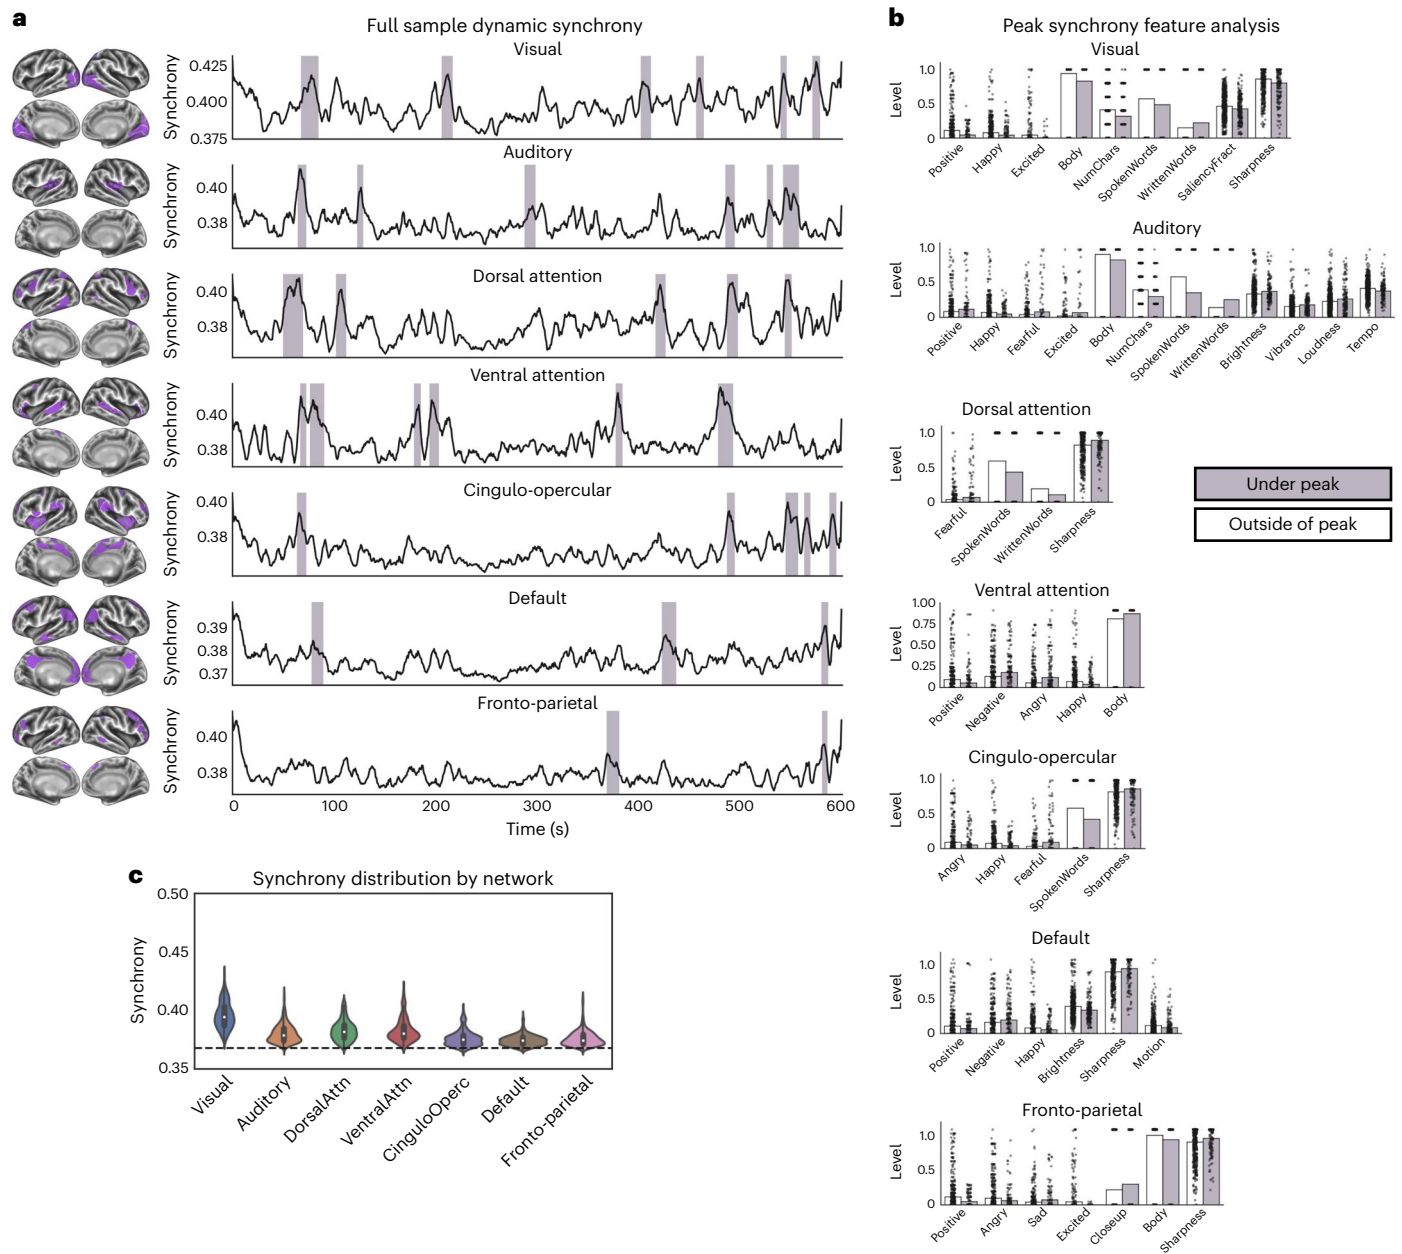 a
Full sample dynamic synchrony
Visual
Synchrony
0.425
0.400
0.375
Auditory
Synchrony
0.40
0.38
Dorsal attention
Synchrony
0.40
0.38
Ventral attention
Synchrony
0.40
0.38
Cingulo-opercular
Synchrony
0.40
0.38
Default
Synchrony
0.39
0.38
0.37
Fronto-parietal
Synchrony
0.40
0.38
0 100 200 300 400 500 600
Time (s)
b
Peak synchrony feature analysis
Visual
Level
1.0
0.5
0
Positive Happy Excited Body NumChars SpokenWords WrittenWords SaliencyFract Sharpness
Auditory
Level
1.0
0.5
0
Positive Happy Fearful Excited Body NumChars SpokenWords WrittenWords Brightness Vibrance Loudness Tempo
Dorsal attention
Level
1.0
0.5
0
Fearful SpokenWords WrittenWords Sharpness
Under peak
Outside of peak
Ventral attention
Level
1.00
0.75
0.50
0.25
0
Positive Negative Angry Happy Body
Cingulo-opercular
Level
1.0
0.5
0
Angry Happy Fearful SpokenWords Sharpness
Default
Level
1.0
0.5
0
Positive Negative Happy Brightness Sharpness Motion
Fronto-parietal
Level
1.0
0.5
0
Positive Angry Sad Excited Closeup Body Sharpness
c
Synchrony distribution by network
Synchrony
0.50
0.45
0.40
0.35
Visual Auditory DorsalAttn VentralAttn CinguloOperc Default Fronto-parietal